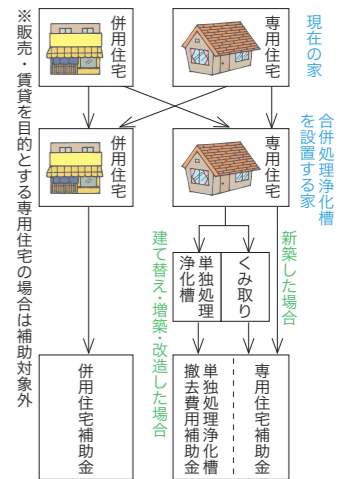 現在の家
専用住宅
併用住宅
合併処理浄化槽
を設置する家
専用住宅
併用住宅
新築した場合
くみ取り
単独処理
浄化槽
建て替え・増築・改造した場合
専用住宅補助金
単独処理浄化槽
撤去費用補助金
併用住宅補助金
※販売・賃貸を目的とする専用住宅の場合は補助対象外